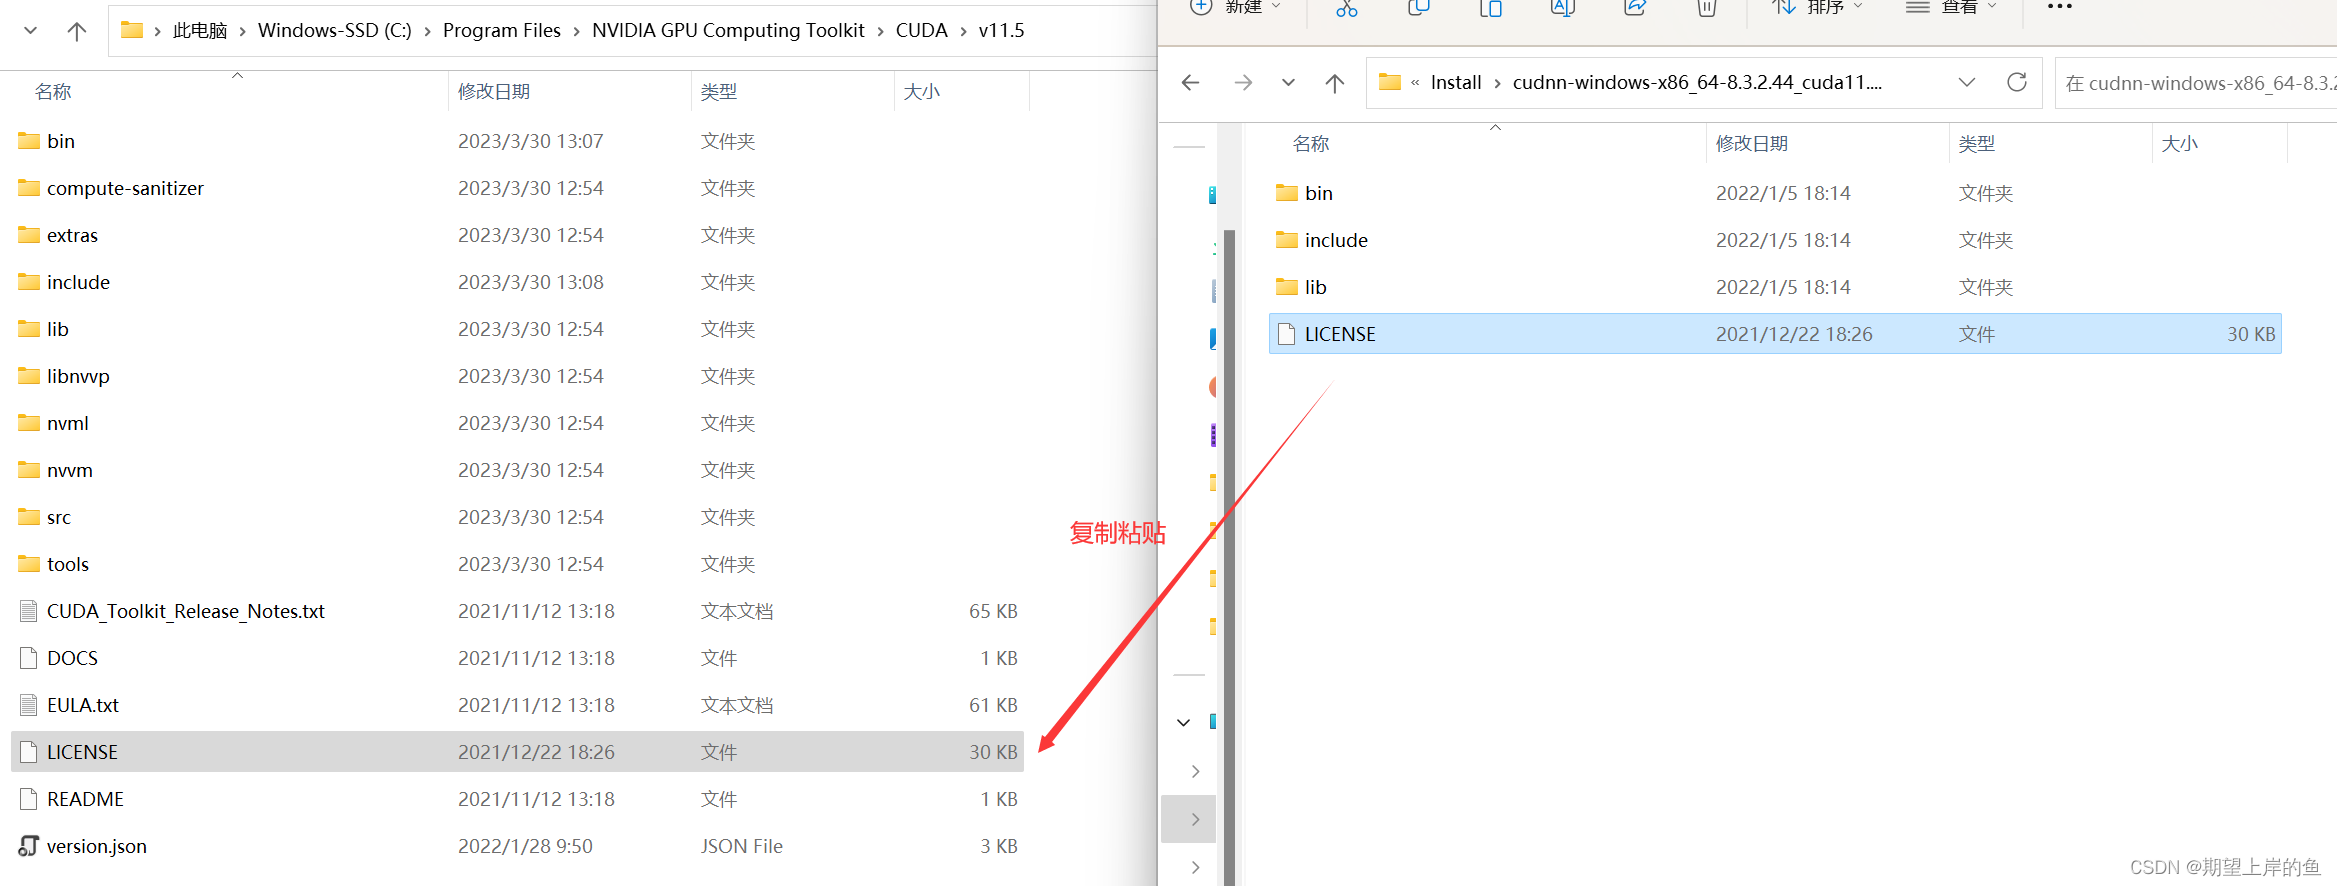 此电脑 › Windows-SSD (C:) › Program Files › NVIDIA GPU Computing Toolkit › CUDA › v11.5
名称 修改日期 类型 大小
bin 2023/3/30 13:07 文件夹
compute-sanitizer 2023/3/30 12:54 文件夹
extras 2023/3/30 12:54 文件夹
include 2023/3/30 13:08 文件夹
lib 2023/3/30 12:54 文件夹
libnvvp 2023/3/30 12:54 文件夹
nvml 2023/3/30 12:54 文件夹
nvvm 2023/3/30 12:54 文件夹
src 2023/3/30 12:54 文件夹
tools 2023/3/30 12:54 文件夹
CUDA_Toolkit_Release_Notes.txt 2021/11/12 13:18 文本文档 65 KB
DOCS 2021/11/12 13:18 文件 1 KB
EULA.txt 2021/11/12 13:18 文本文档 61 KB
LICENSE 2021/12/22 18:26 文件 30 KB
README 2021/11/12 13:18 文件 1 KB
version.json 2022/1/28 9:50 JSON File 3 KB
复制粘贴
新建 排序 查看
« Install › cudnn-windows-x86_64-8.3.2.44_cuda11.... 在 cudnn-windows-x86_64-8.3.2
名称 修改日期 类型 大小
bin 2022/1/5 18:14 文件夹
include 2022/1/5 18:14 文件夹
lib 2022/1/5 18:14 文件夹
LICENSE 2021/12/22 18:26 文件 30 KB
CSDN @期望上岸的鱼